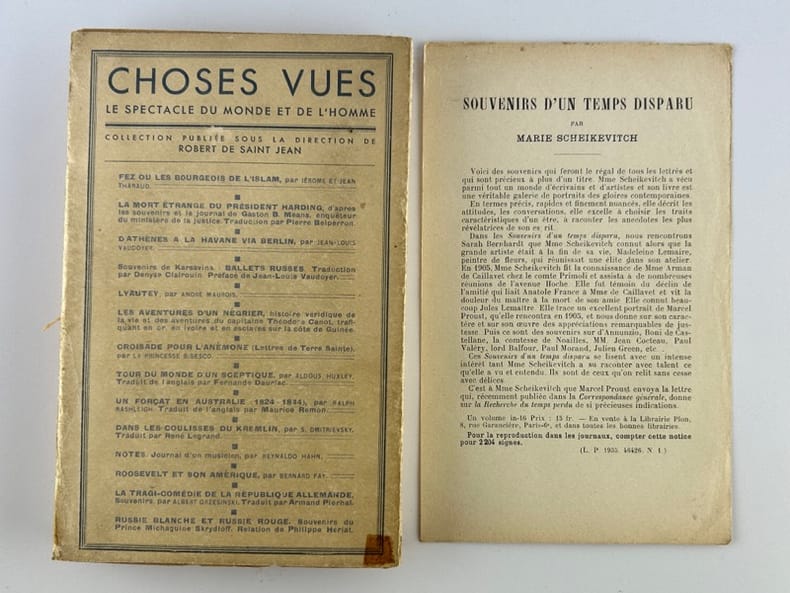 CHOSES VUES
LE SPECTACLE DU MONDE ET DE L'HOMME
COLLECTION PUBLIÉE SOUS LA DIRECTION DE
ROBERT DE SAINT JEAN
FEZ OU LES BOURGEOIS DE L'ISLAM, par JÉROME ET JEAN
THARAUD.
LA MORT ÉTRANGE DU PRÉSIDENT HARDING, d'après
les souvenirs et le journal de Gaston B. Means, enquêteur
du ministère de la justice. Traduction par Pierre Belperron.
D'ATHÈNES A LA HAVANE VIA BERLIN, par JEAN-LOUIS
VAUDOYER.
Souvenirs de Karsavina. BALLETS RUSSES. Traduction
par Denyse Clairouin. Préface de Jean-Louis Vaudoyer.
LYAUTEY, par ANDRÉ MAUROIS.
LES AVENTURES D'UN NÉGRIER, histoire véridique de
la vie et des aventures du capitaine Théodore Canot, trafi-
quant en or, en ivoire et en esclaves sur la côte de Guinée.
CROISADE POUR L'ANÉMONE (Lettres de Terre Sainte),
par LA PRINCESSE BIBESCO.
TOUR DU MONDE D'UN SCEPTIQUE, par ALDOUS HUXLEY.
Traduit de l'anglais par Fernande Dauriac.
UN FORÇAT EN AUSTRALIE (1824-1844), par RALPH
RASHLEIGH. Traduit de l'anglais par Maurice Remon.
DANS LES COULISSES DU KREMLIN, par S. DMITRIEVSKY.
Traduit par René Legrand.
NOTES. Journal d'un musicien, par REYNALDO HAHN.
ROOSEVELT ET SON AMÉRIQUE, par BERNARD FAY.
LA TRAGI-COMÉDIE DE LA RÉPUBLIQUE ALLEMANDE,
Souvenirs, par ALBERT GRZESINSKI. Traduit par Armand Pierhal.
RUSSIE BLANCHE ET RUSSIE ROUGE. Souvenirs du
Prince Michaguine Skrydloff. Relation de Philippe Hériat.
SOUVENIRS D'UN TEMPS DISPARU
PAR
MARIE SCHEIKEVITCH
Voici des souvenirs qui feront le régal de tous les lettrés et
qui sont précieux à plus d'un titre. Mme Scheikevitch a vécu
parmi tout un monde d'écrivains et d'artistes et son livre est
une véritable galerie de portraits des gloires contemporaines.
En termes précis, rapides et finement nuancés, elle décrit les
attitudes, les conversations, elle excelle à choisir les traits
caractéristiques d'un être, à raconter les anecdotes les plus
révélatrices de son es rit.
Dans les Souvenirs d'un temps disparu, nous rencontrons
Sarah Bernhardt que Mme Scheikevitch connut alors que la
grande artiste était à la fin de sa vie, Madeleine Lemaire,
peintre de fleurs, qui réunissait une élite dans son atelier.
En 1905, Mme Scheikevitch fit la connaissance de Mme Arman
de Caillavet chez le comte Primoli et assista à de nombreuses
réunions de l'avenue Hoche. Elle fut témoin du déclin de
l'amitié qui liait Anatole France à Mme de Caillavet et vit la
douleur du maître à la mort de son amie. Elle connut beau-
coup Jules Lemaître. Elle trace un excellent portrait de Marcel
Proust, qu'elle rencontra en 1905, et nous donne sur son carac-
tère et sur son œuvre des appréciations remarquables de jus-
tesse. Puis ce sont des souvenirs sur d'Annunzio, Boni de Cas-
tellane, la comtesse de Noailles, MM. Jean Cocteau, Paul
Valéry, lord Balfour, Paul Morand, Julien Green, etc...
Ces Souvenirs d'un temps disparu se lisent avec un intense
intérêt tant Mme Scheikevitch a su raconter avec talent ce
qu'elle a vu et entendu. Ils sont de ceux qu'on relit sans cesse
avec délices.
C'est à Mme Scheikevitch que Marcel Proust envoya la lettre
qui, récemment publiée dans la Correspondance générale, donne
sur la Recherche du temps perdu de si précieuses indications.
Un volume in-16 Prix : 15 fr. — En vente à la Librairie Plon,
8, rue Garancière, Paris-6e, et dans toutes les bonnes librairies.
Pour la reproduction dans les journaux, compter cette notice
pour 2 204 signes.
(L. P 1935. 46426. N 1)